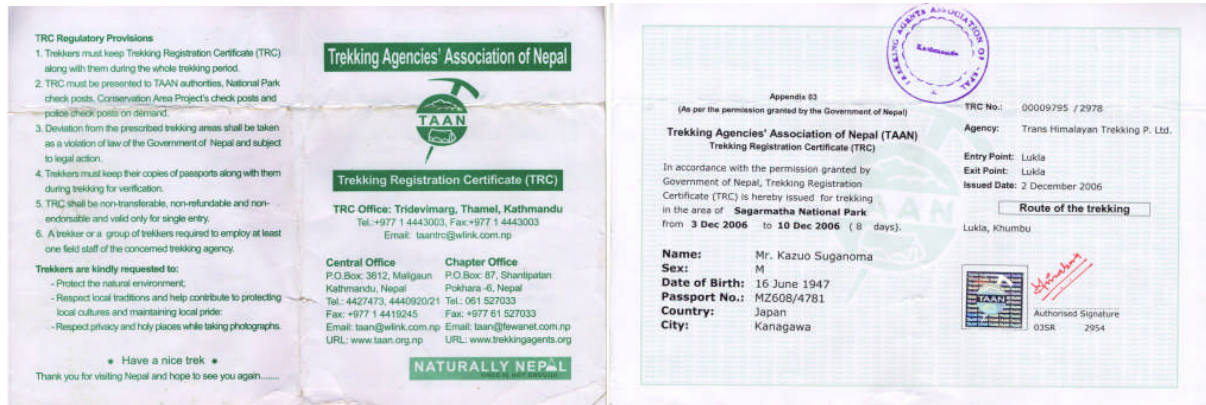 TRC Regulatory Provisions
1. Trekkers must keep Trekking Registration Certificate (TRC)
along with them during the whole trekking period.
2. TRC must be presented to TAAN authorities, National Park
check posts, Conservation Area Project's check posts and
police check posts on demand.
3. Deviation from the prescribed trekking areas shall be taken
as a violation of law of the Government of Nepal and subject
to legal action.
4. Trekkers must keep their copies of passports along with them
during trekking for verification.
5. TRC shall be non-transferable, non-refundable and non-
endorsable and valid only for single entry.
6. A trekker or a group of trekkers required to employ at least
one field staff of the concerned trekking agency.
Trekkers are kindly requested to:
- Protect the natural environment;
- Respect local traditions and help contribute to protecting
local cultures and maintaining local pride:
- Respect privacy and holy places while taking photographs.
● Have a nice trek ●
Thank you for visiting Nepal and hope to see you again........
Trekking Agencies' Association of Nepal
TAAN
Trekking Registration Certificate (TRC)
TRC Office: Tridevimarg, Thamel, Kathmandu
Tel.:+977 1 4443003, Fax:+977 1 4443003
Email: taantrc@wlink.com.np
Central Office
P.O.Box: 3612, Maligaun
Kathmandu, Nepal
Tel.: 4427473, 4440920/21
Fax: +977 1 4419245
Email: taan@wlink.com.np
URL: www.taan.org.np
Chapter Office
P.O.Box: 87, Shantipatan
Pokhara -6, Nepal
Tel.: 061 527033
Fax: +977 61 527033
Email: taan@fewanet.com.np
URL: www.trekkingagents.org
NATURALLY NEPAL
ONCE IS NOT ENOUGH
TREKKING AGENTS ASSOCIATION OF NEPAL
Kathmandu
Appendix 03
(As per the permission granted by the Government of Nepal)
Trekking Agencies' Association of Nepal (TAAN)
Trekking Registration Certificate (TRC)
In accordance with the permission granted by
Government of Nepal, Trekking Registration
Certificate (TRC) is hereby issued for trekking
in the area of Sagarmatha National Park
from 3 Dec 2006 to 10 Dec 2006 ( 8 days).
Name: Mr. Kazuo Suganoma
Sex: M
Date of Birth: 16 June 1947
Passport No.: MZ608/4781
Country: Japan
City: Kanagawa
TRC No.: 00009795 /2978
Agency: Trans Himalayan Trekking P. Ltd.
Entry Point: Lukla
Exit Point: Lukla
Issued Date: 2 December 2006
Route of the trekking
Lukla, Khumbu
TAAN
TAAN
Authorised Signature
03SR 2954